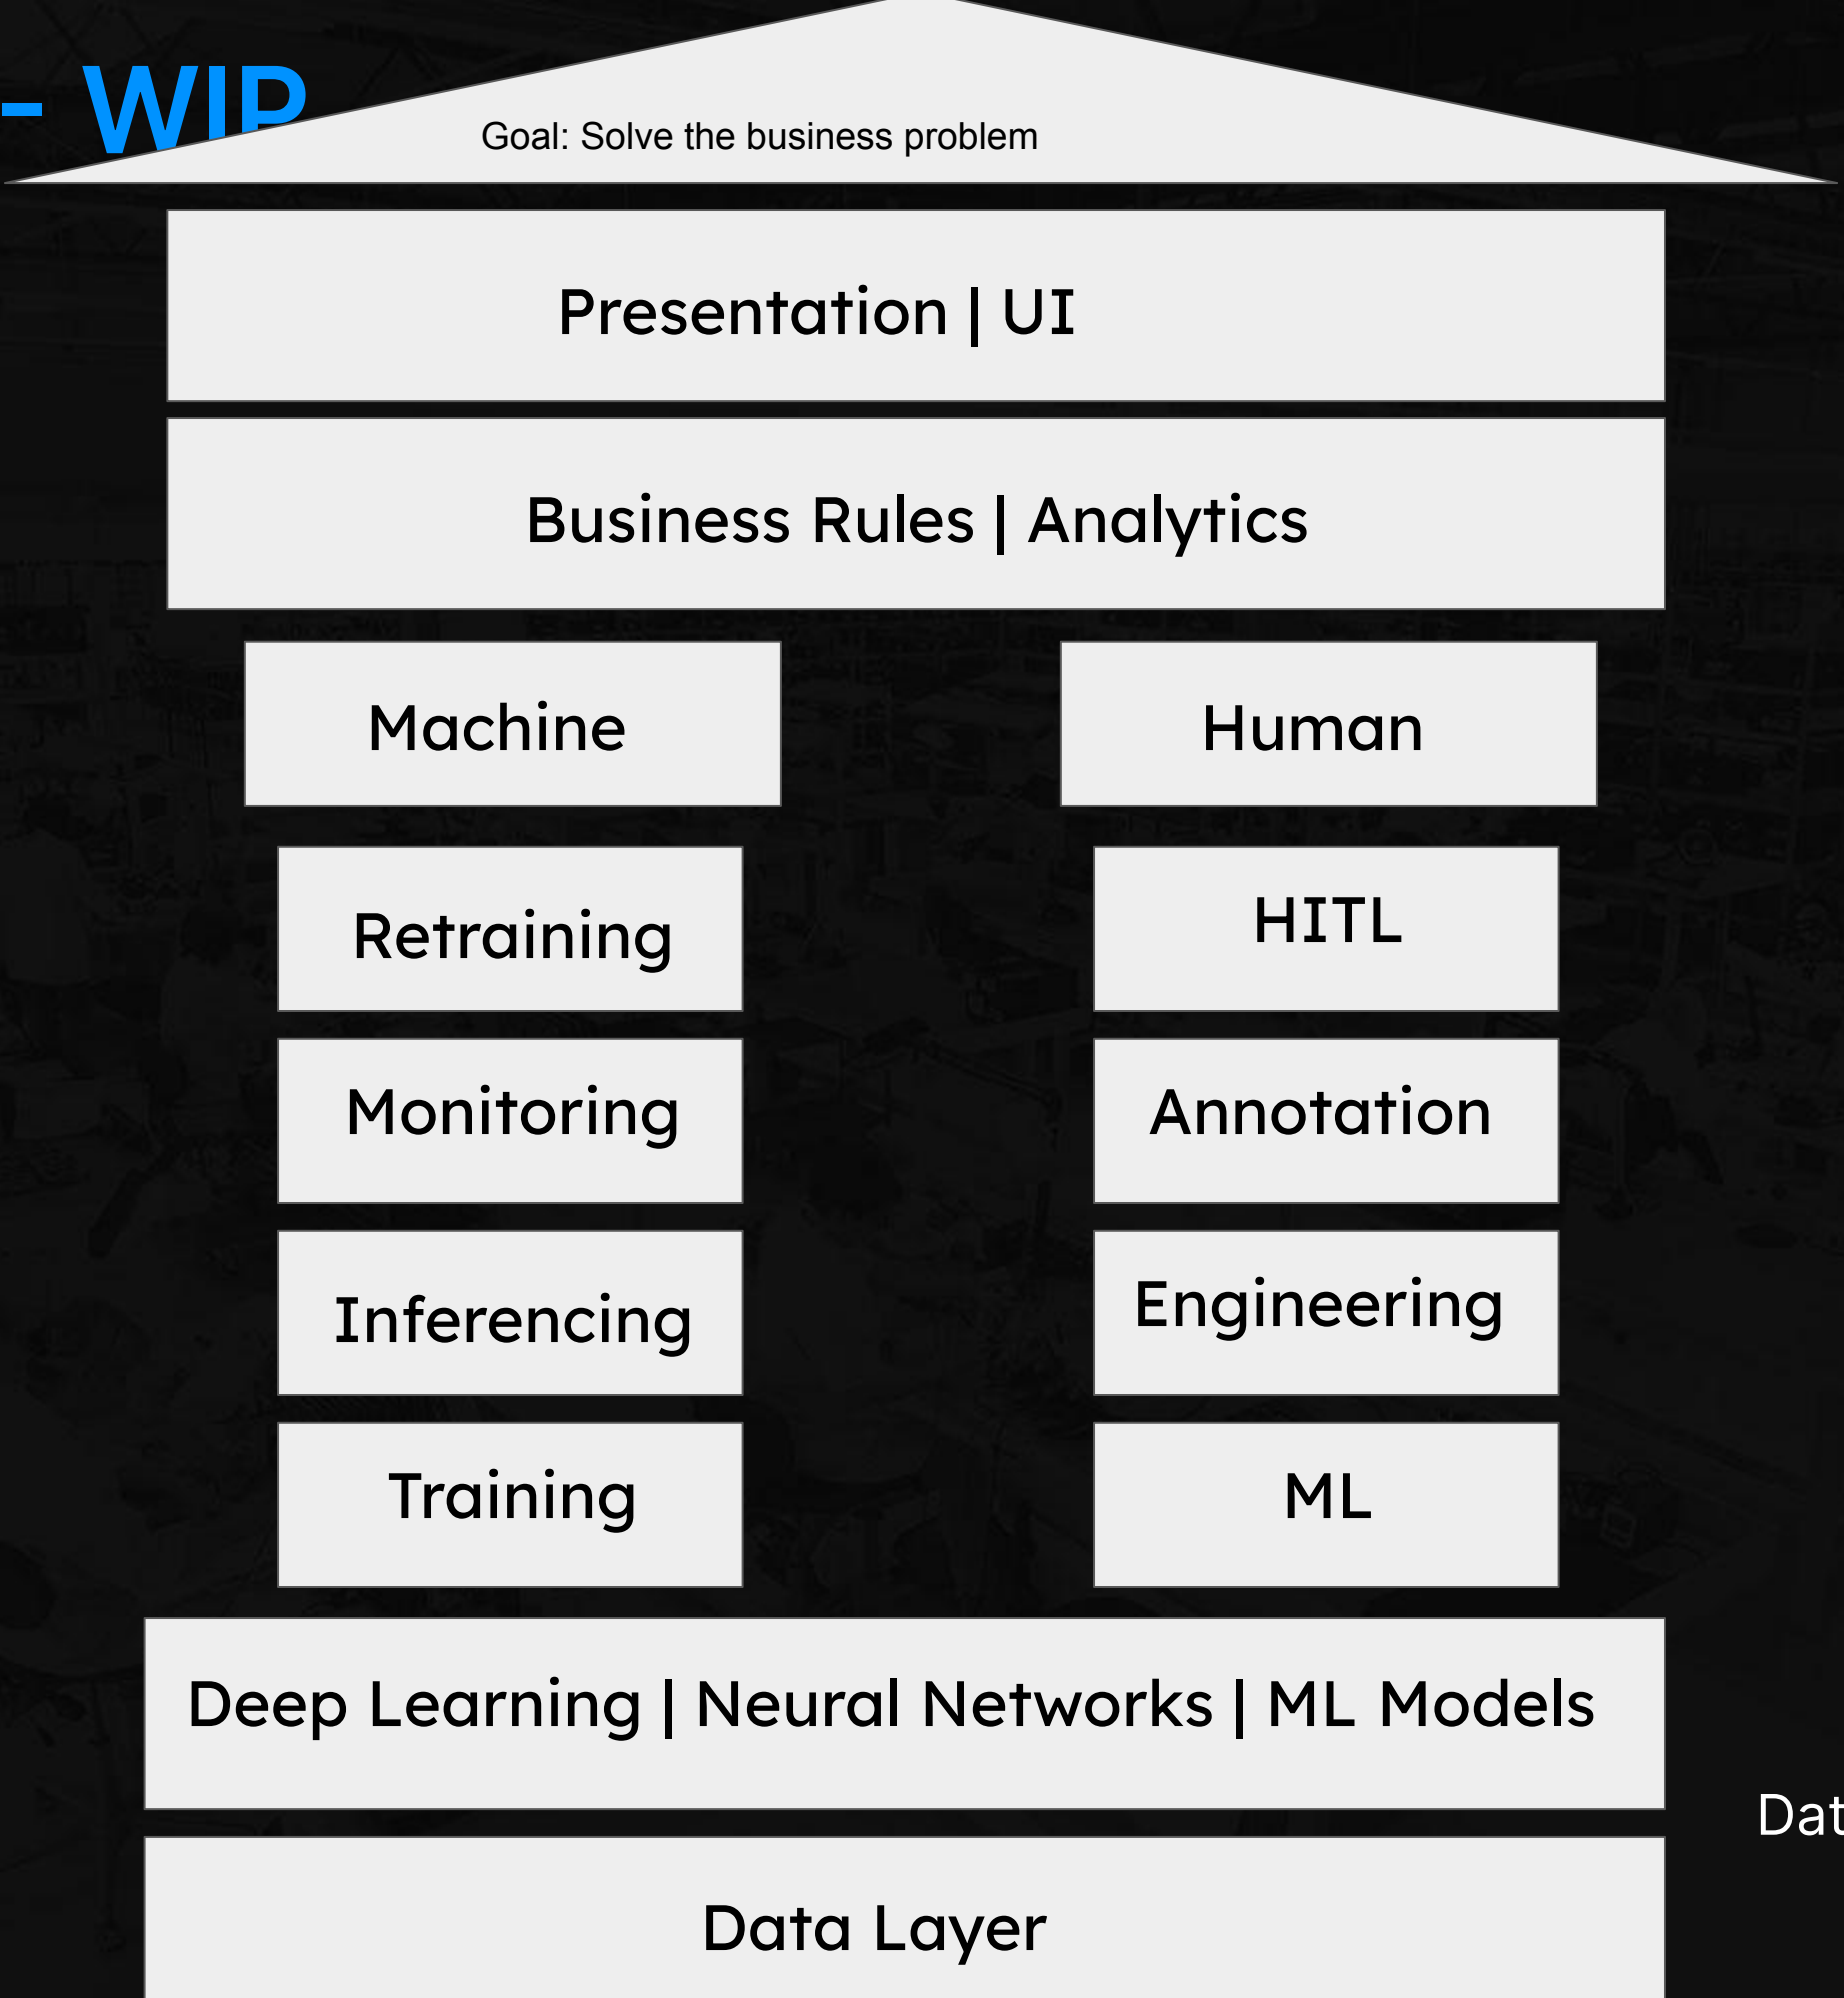 - WIP
Goal: Solve the business problem
Presentation | UI
Business Rules | Analytics
Machine
Human
Retraining
HITL
Monitoring
Annotation
Inferencing
Engineering
Training
ML
Deep Learning | Neural Networks | ML Models
Dat
Data Layer